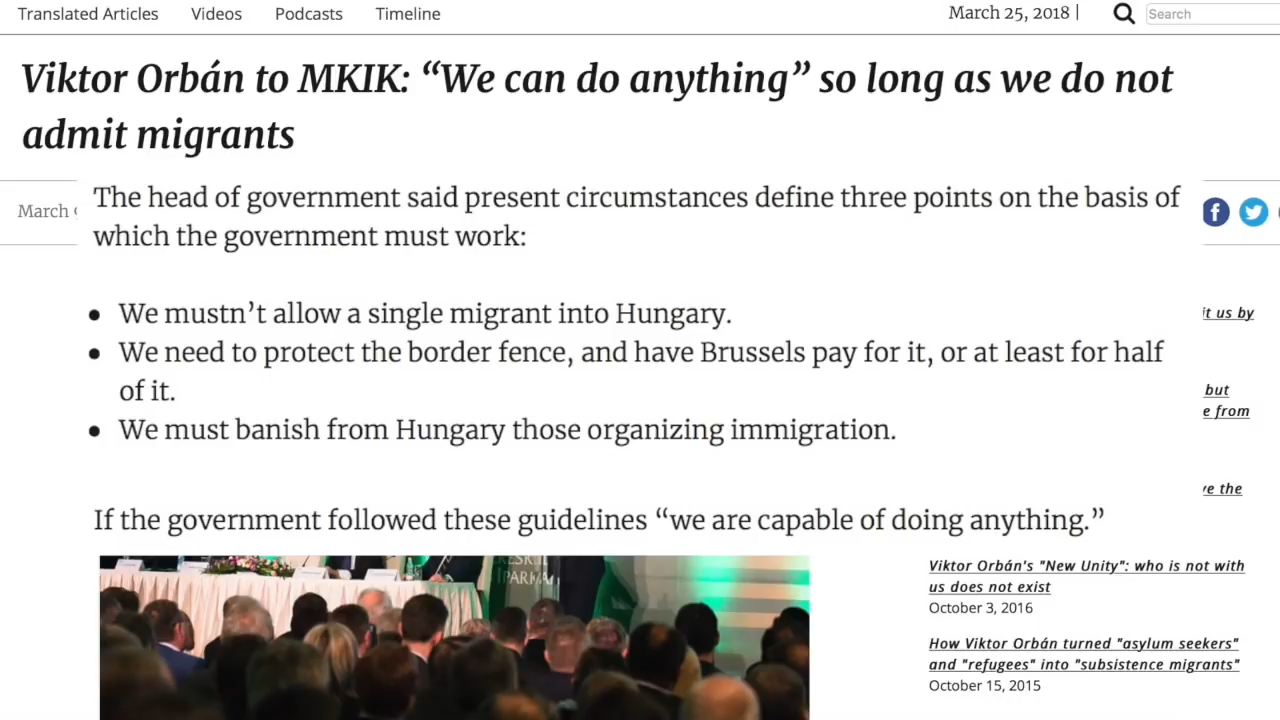 Translated Articles Videos Podcasts Timeline March 25, 2018 | Search
Viktor Orbán to MKIK: “We can do anything” so long as we do not
admit migrants
March
The head of government said present circumstances define three points on the basis of
which the government must work:
• We mustn’t allow a single migrant into Hungary.
• We need to protect the border fence, and have Brussels pay for it, or at least for half
of it.
• We must banish from Hungary those organizing immigration.
If the government followed these guidelines “we are capable of doing anything.”
it us by
but
e from
the
PARKA
Viktor Orbán's "New Unity": who is not with
us does not exist
October 3, 2016
How Viktor Orbán turned "asylum seekers"
and "refugees" into "subsistence migrants"
October 15, 2015